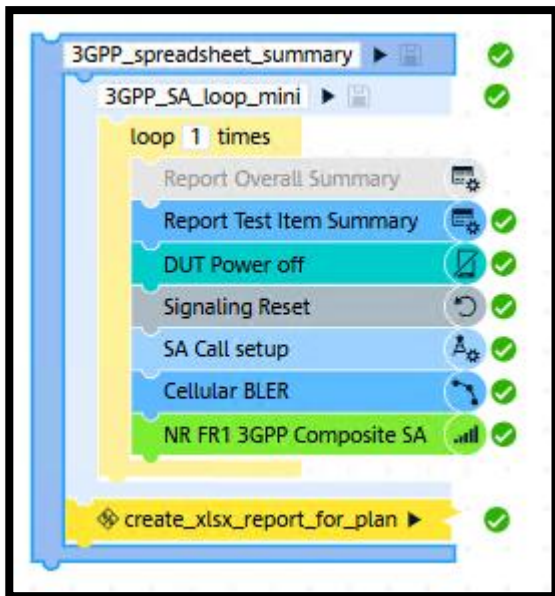 3GPP_spreadsheet_summary
3GPP_SA_loop_mini
loop 1 times
Report Overall Summary
Report Test Item Summary
DUT Power off
Signaling Reset
SA Call setup
Cellular BLER
NR FR1 3GPP Composite SA
create_xlsx_report_for_plan